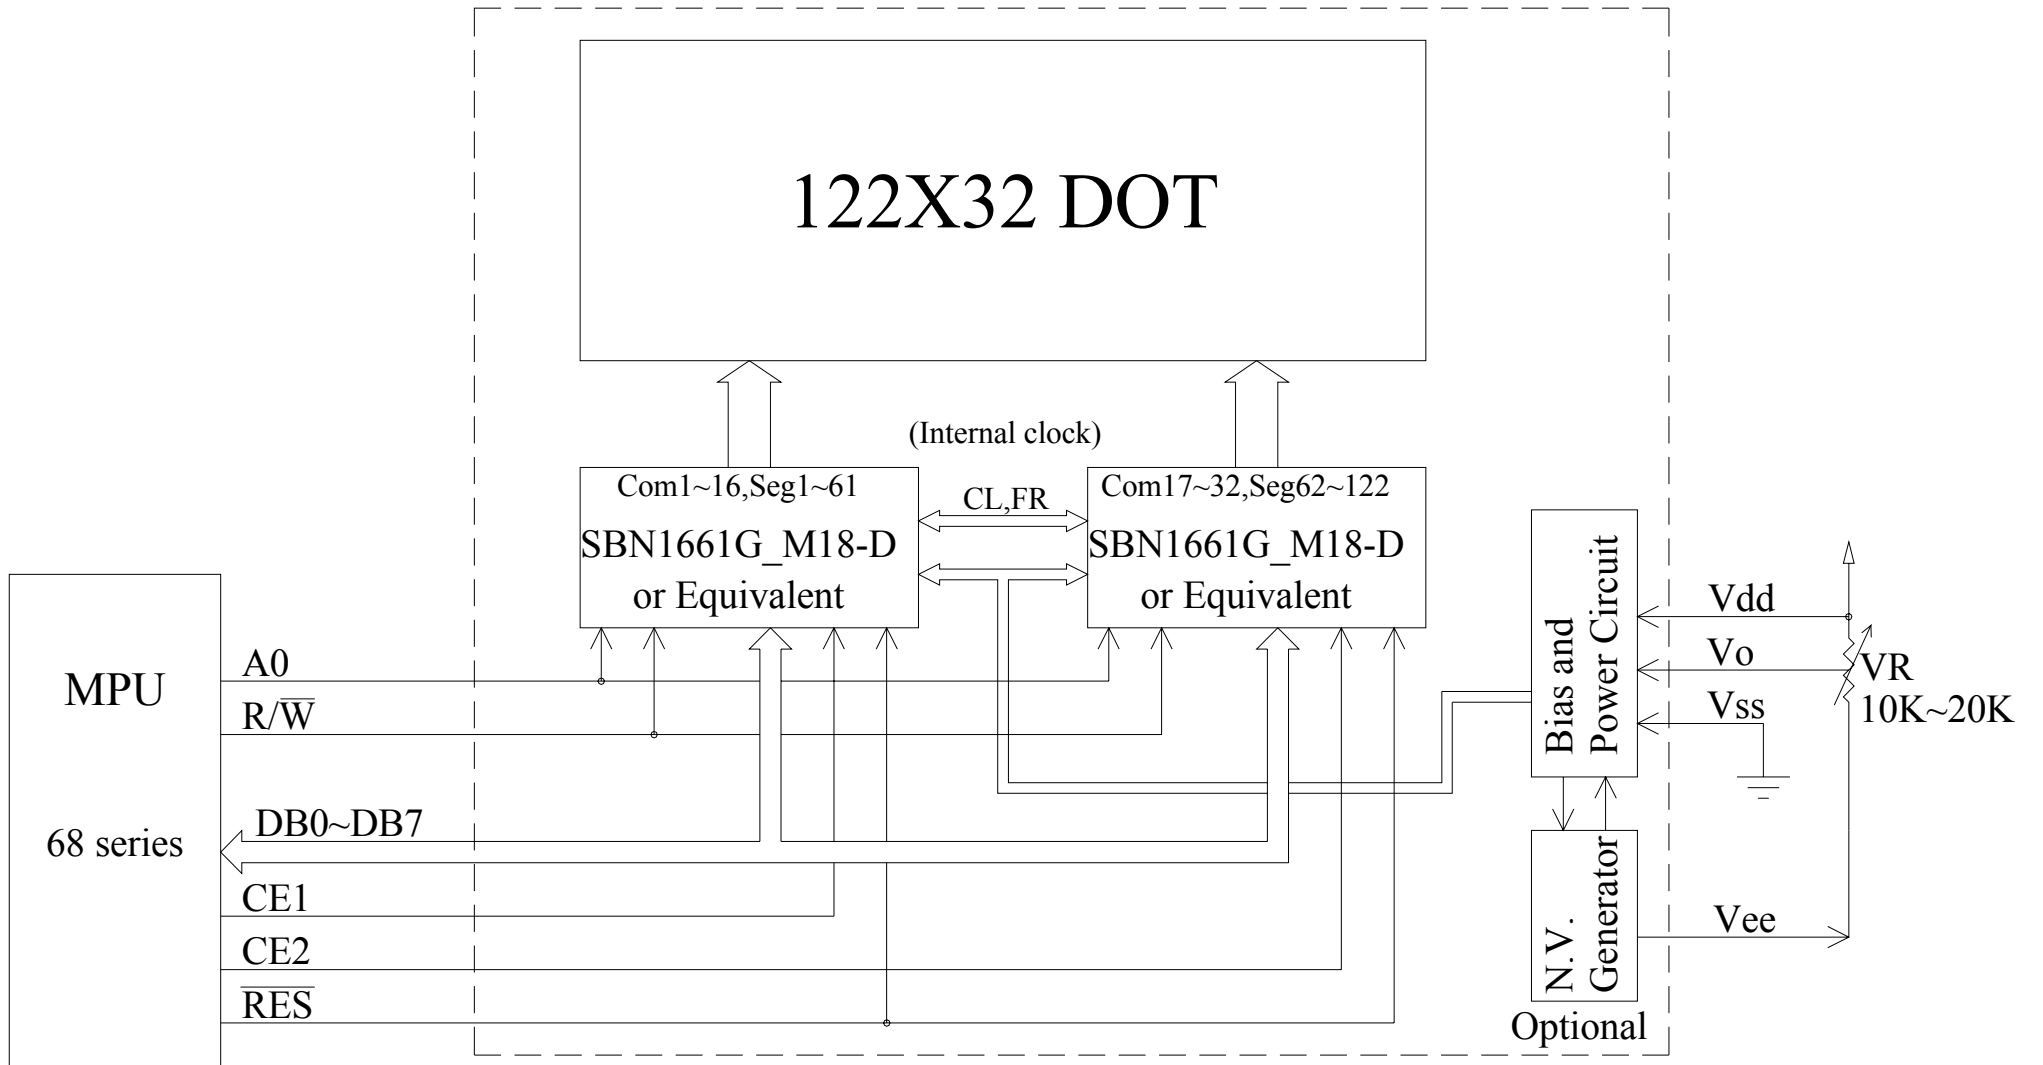 122X32 DOT
(Internal clock)
Com1~16,Seg1~61
SBN1661G_M18-D
or Equivalent
CL,FR
Com17~32,Seg62~122
SBN1661G_M18-D
or Equivalent
MPU
68 series
A0
R/W̅
DB0~DB7
CE1
CE2
R̅E̅S̅
Bias and
Power Circuit
Vdd
Vo
Vss
VR
10K~20K
N.V.
Generator
Vee
Optional